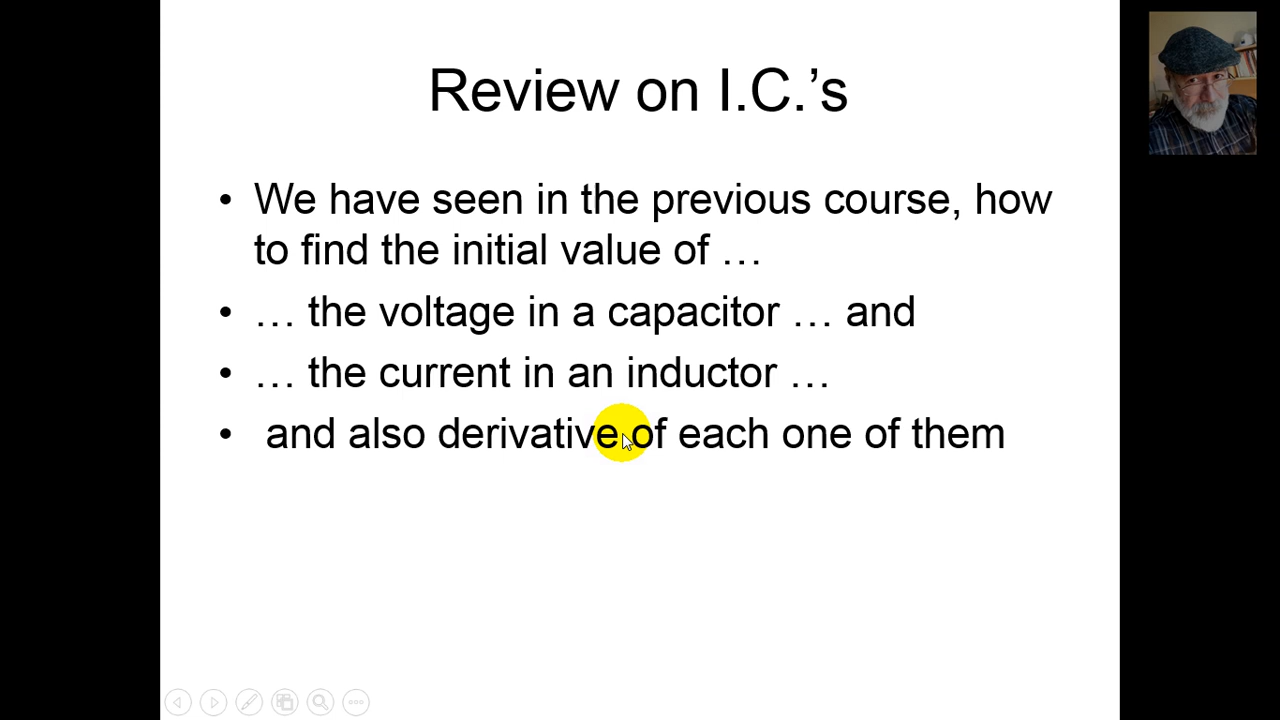 Review on I.C.’s
• We have seen in the previous course, how
to find the initial value of …
• … the voltage in a capacitor … and
• … the current in an inductor …
• and also derivative of each one of them